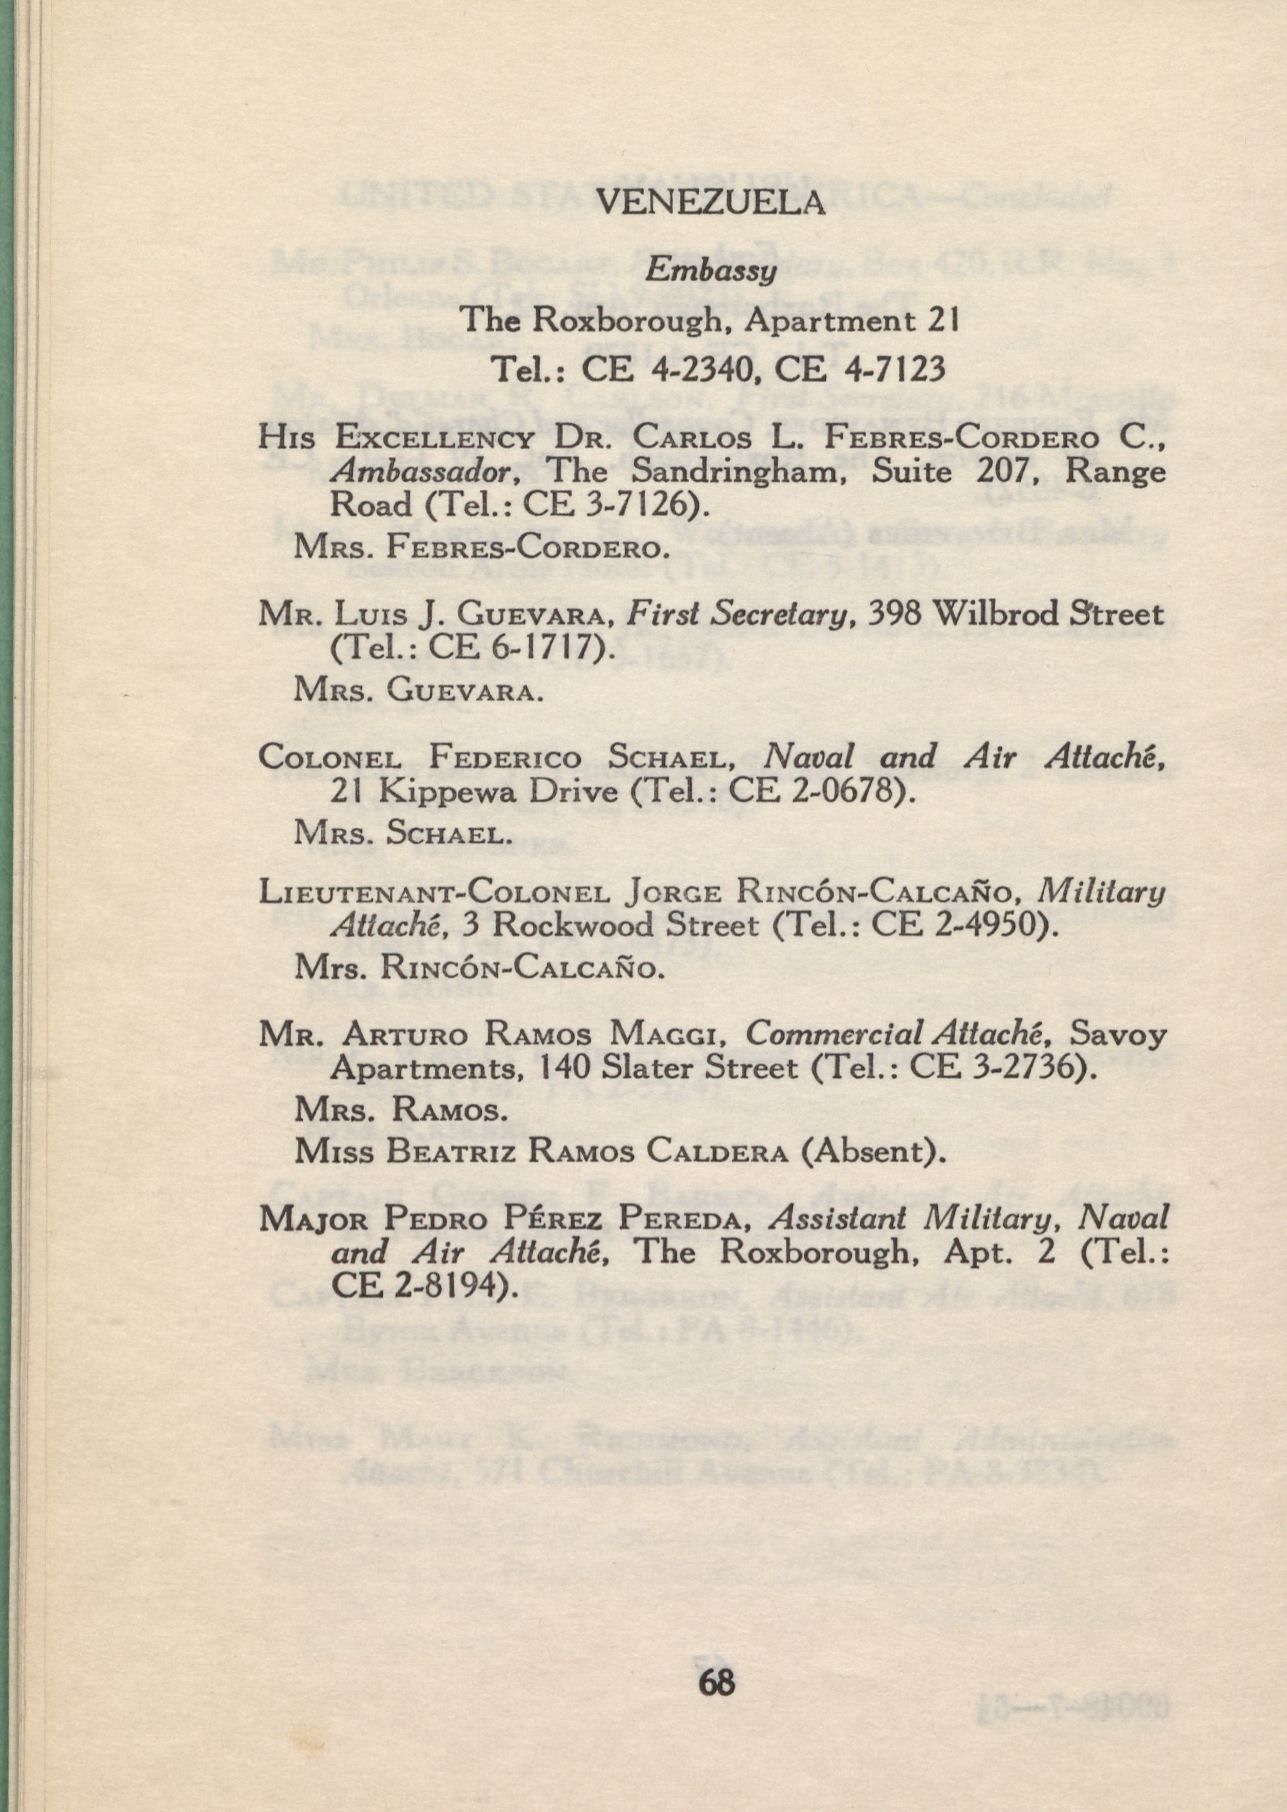 VENEZUELA
Embassy
The Roxborough, Apartment 21
Tel.: CE 4-2340, CE 4-7123
HIS EXCELLENCY DR. CARLOS L. FEBRES-CORDERO C.,
Ambassador, The Sandringham, Suite 207, Range
Road (Tel.: CE 3-7126).
MRS. FEBRES-CORDERO.
MR. LUIS J. GUEVARA, First Secretary, 398 Wilbrod Street
(Tel.: CE 6-1717).
MRS. GUEVARA.
COLONEL FEDERICO SCHAEL, Naval and Air Attaché,
21 Kippewa Drive (Tel.: CE 2-0678).
MRS. SCHAEL.
LIEUTENANT-COLONEL JORGE RINCÓN-CALCAÑO, Military
Attaché, 3 Rockwood Street (Tel.: CE 2-4950).
Mrs. RINCÓN-CALCAÑO.
MR. ARTURO RAMOS MAGGI, Commercial Attaché, Savoy
Apartments, 140 Slater Street (Tel.: CE 3-2736).
MRS. RAMOS.
MISS BEATRIZ RAMOS CALDERA (Absent).
MAJOR PEDRO PÉREZ PEREDA, Assistant Military, Naval
and Air Attaché, The Roxborough, Apt. 2 (Tel.:
CE 2-8194).
68